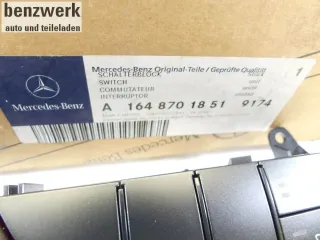 benzwerk
auto und teileladen
Mercedes-Benz Original-Teile / Geprüfte Qualität
SCHALTERBLOCK
SWITCH
COMMUTATEUR
INTERRUPTOR
1
Mercedes-Benz
A 164 870 18 51 9174